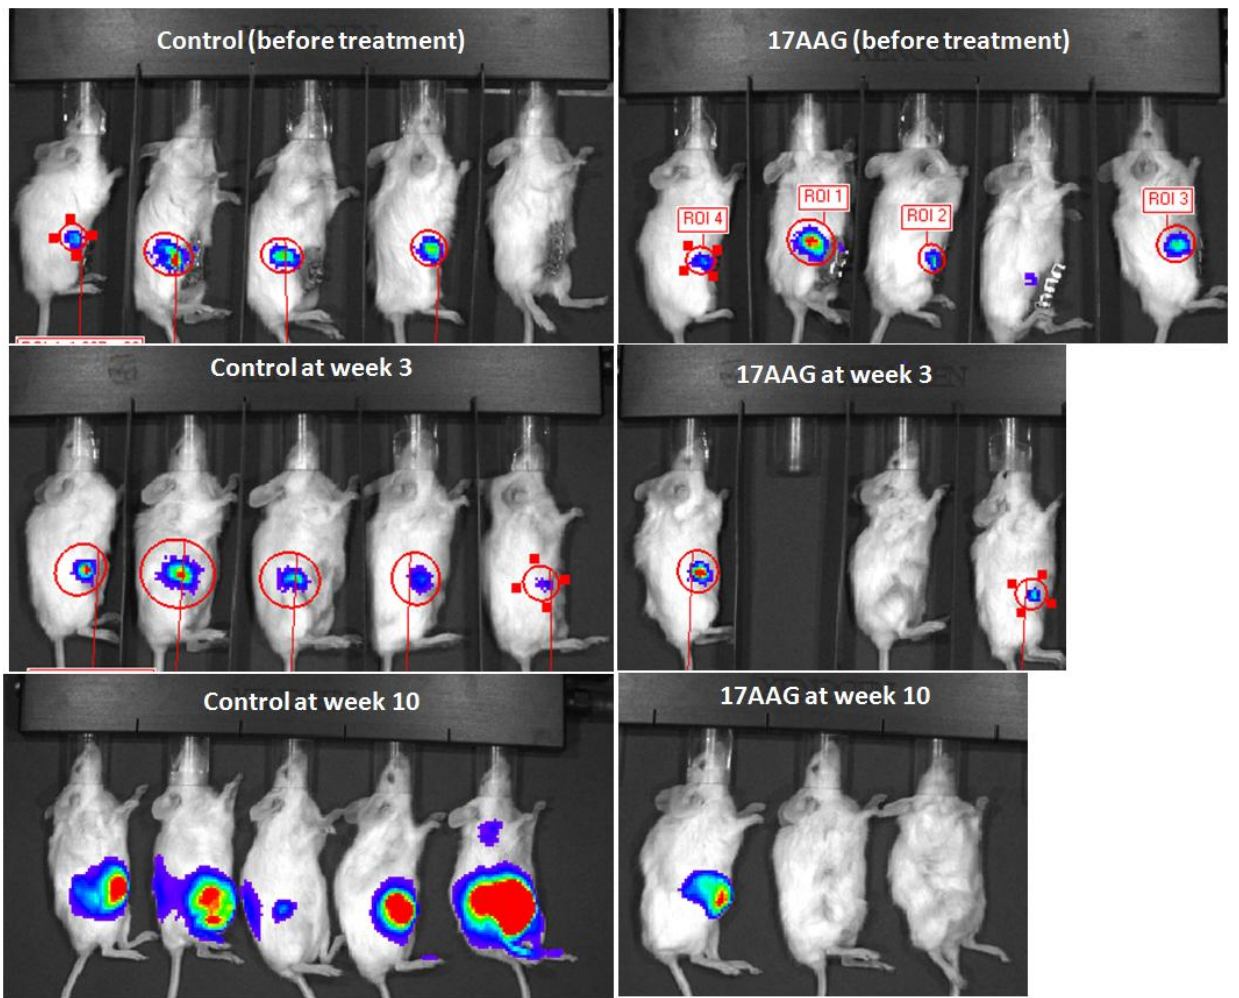 Control (before treatment)
17AAG (before treatment)
ROI 4
ROI 1
ROI 2
ROI 3
Control at week 3
17AAG at week 3
Control at week 10
17AAG at week 10